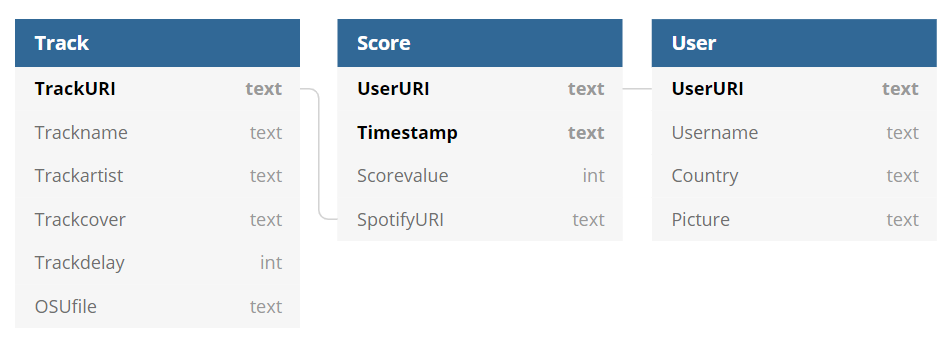 Track
TrackURI text
Trackname text
Trackartist text
Trackcover text
Trackdelay int
OSUfile text
Score
UserURI text
Timestamp text
Scorevalue int
SpotifyURI text
User
UserURI text
Username text
Country text
Picture text